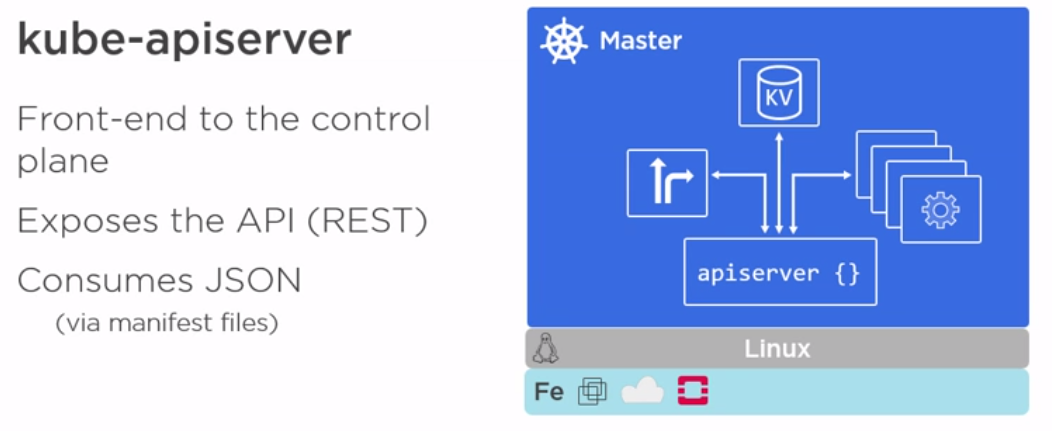 kube-apiserver
Front-end to the control
plane
Exposes the API (REST)
Consumes JSON
(via manifest files)
Master
KV
apiserver {}
Linux
Fe